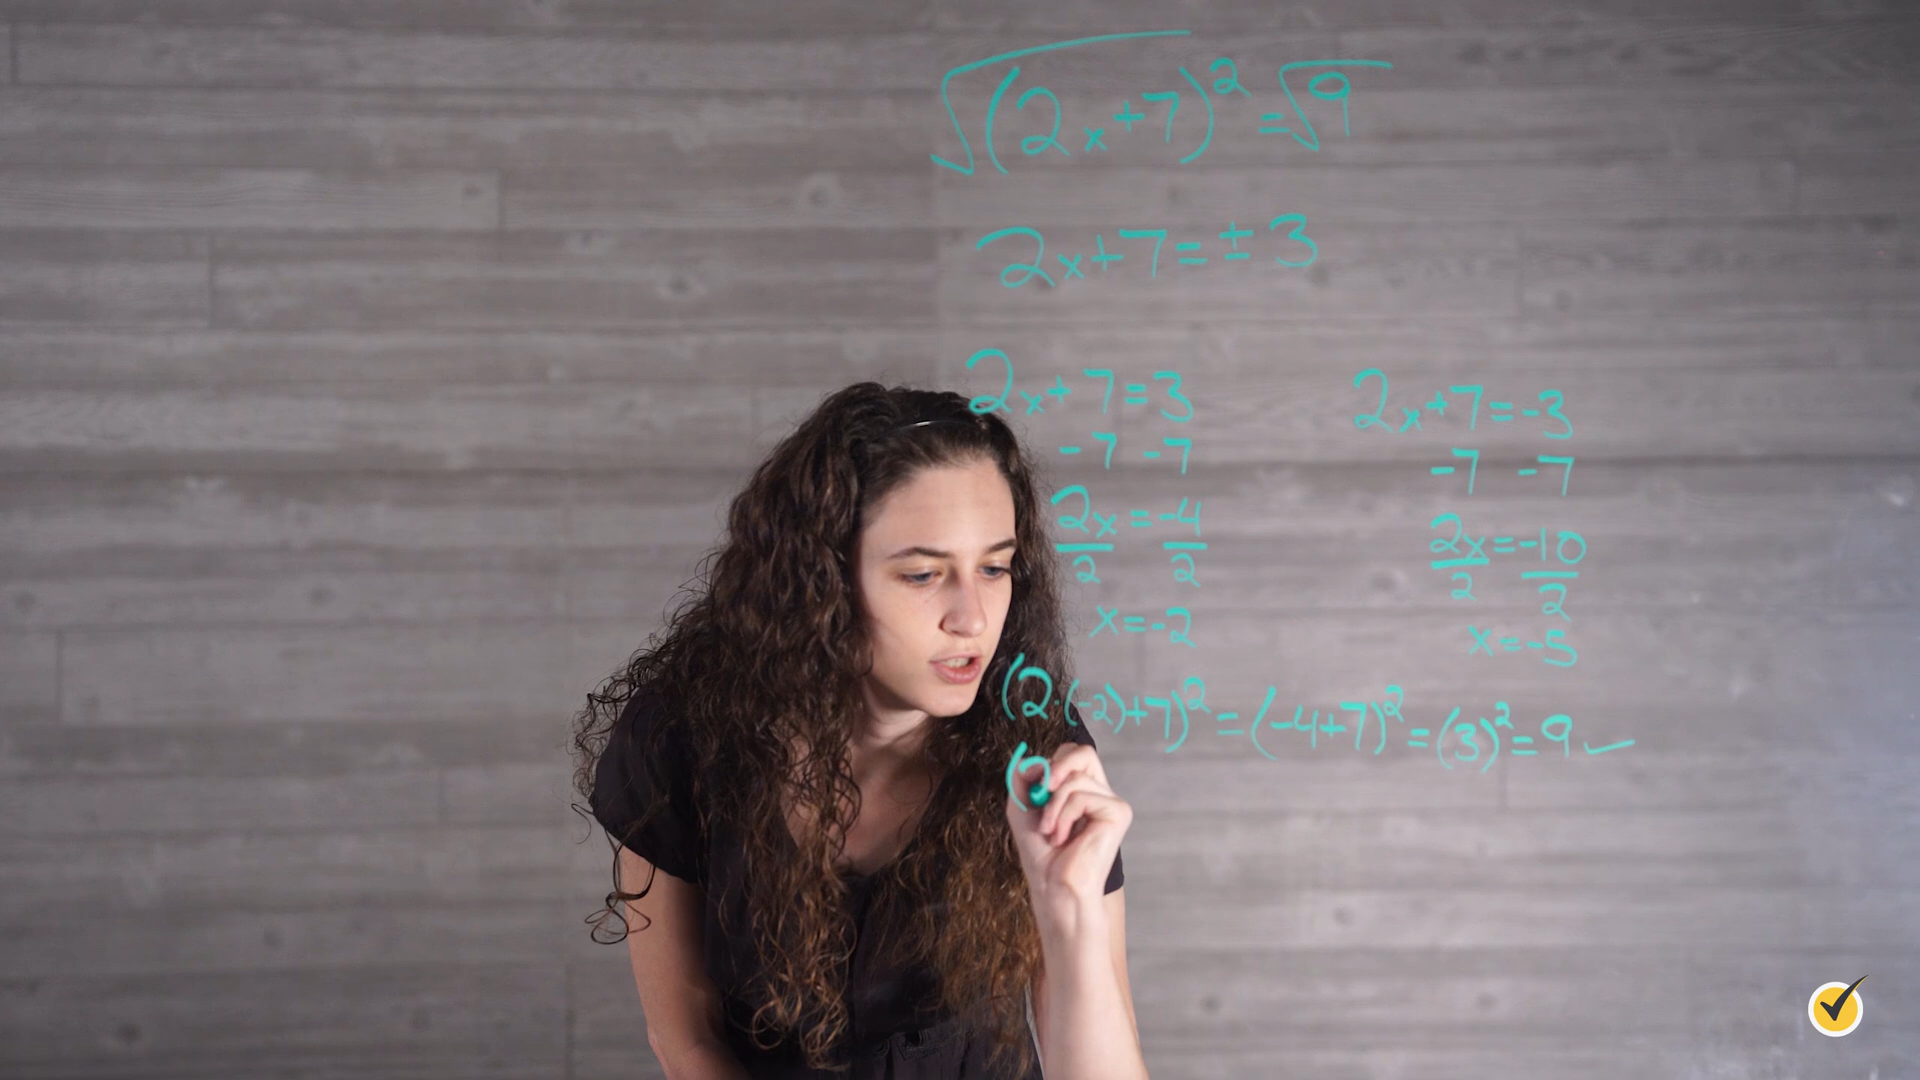 √(2x+7)² = √9
2x+7 = ± 3
2x+7=3
-7 -7
2x = -4
2 2
x = -2
2x+7=-3
-7 -7
2x = -10
2 2
x = -5
(2·(-2)+7)² = (-4+7)² = (3)² = 9 ✓
(2